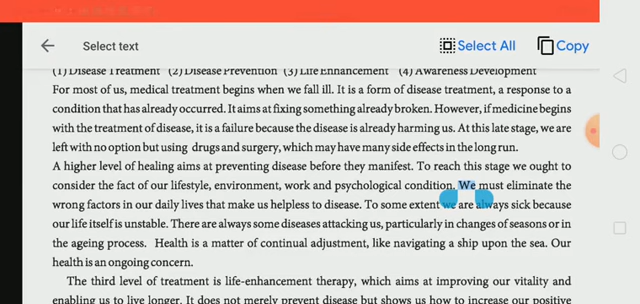 Select text
Select All
Copy
(1) Disease Treatment (2) Disease Prevention (3) Life Enhancement (4) Awareness Development
For most of us, medical treatment begins when we fall ill. It is a form of disease treatment, a response to a
condition that has already occurred. It aims at fixing something already broken. However, if medicine begins
with the treatment of disease, it is a failure because the disease is already harming us. At this late stage, we are
left with no option but using drugs and surgery, which may have many side effects in the long run.
A higher level of healing aims at preventing disease before they manifest. To reach this stage we ought to
consider the fact of our lifestyle, environment, work and psychological condition. We must eliminate the
wrong factors in our daily lives that make us helpless to disease. To some extent we are always sick because
our life itself is unstable. There are always some diseases attacking us, particularly in changes of seasons or in
the ageing process. Health is a matter of continual adjustment, like navigating a ship upon the sea. Our
health is an ongoing concern.
The third level of treatment is life-enhancement therapy, which aims at improving our vitality and
enabling us to live longer. It does not merely prevent disease but shows us how to increase our positive